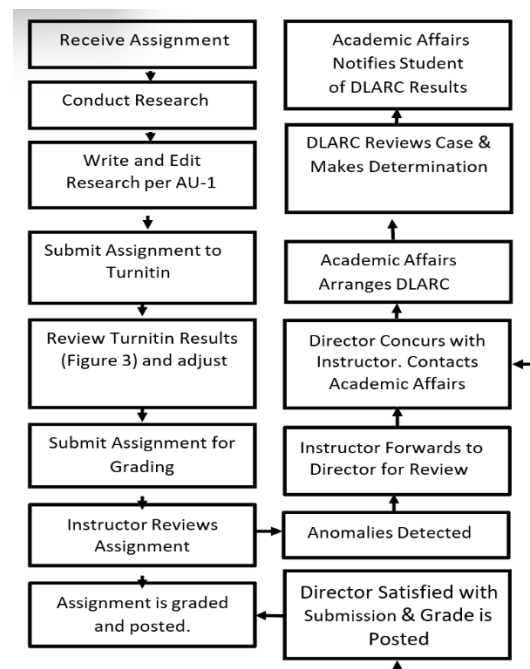 Receive Assignment
Conduct Research
Write and Edit
Research per AU-1
Submit Assignment to
Turnitin
Review Turnitin Results
(Figure 3) and adjust
Submit Assignment for
Grading
Instructor Reviews
Assignment
Assignment is graded
and posted.
Academic Affairs
Notifies Student
of DLARC Results
DLARC Reviews Case &
Makes Determination
Academic Affairs
Arranges DLARC
Director Concurs with
Instructor. Contacts
Academic Affairs
Instructor Forwards to
Director for Review
Anomalies Detected
Director Satisfied with
Submission & Grade is
Posted